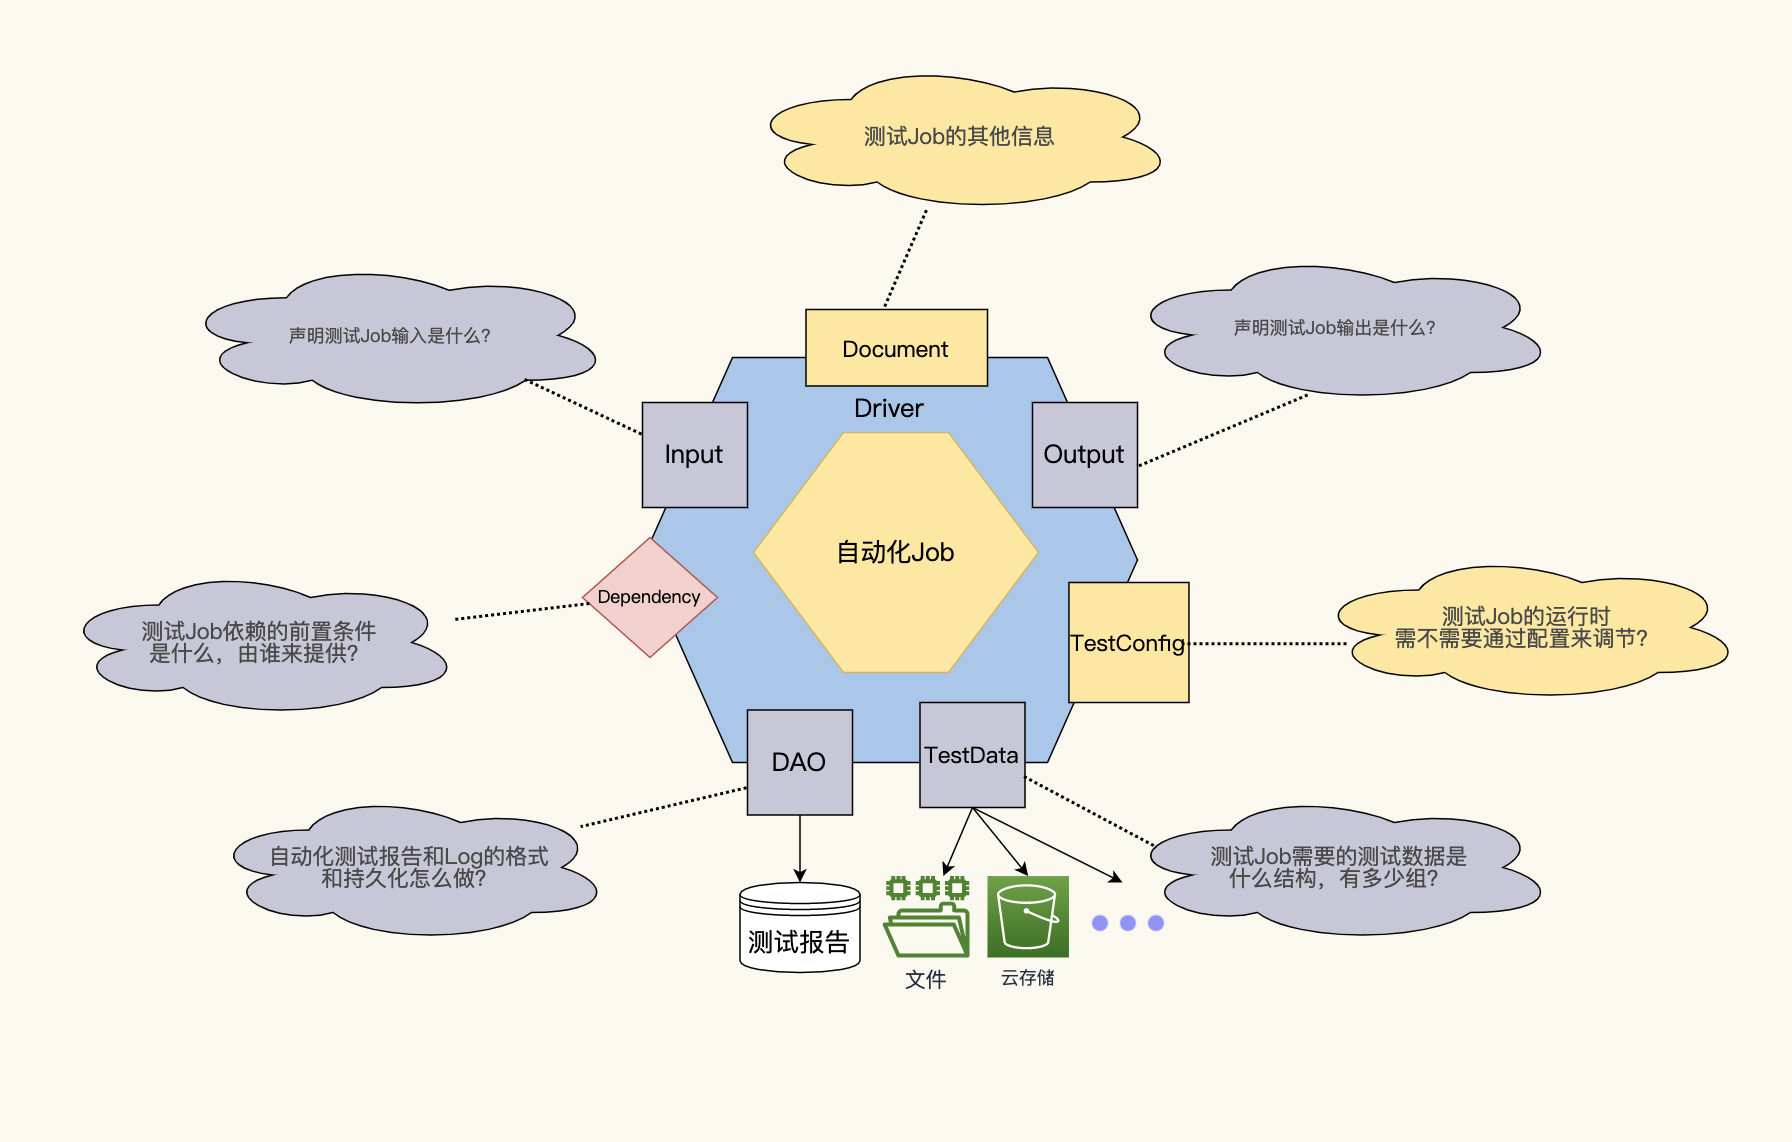 测试Job的其他信息
声明测试Job输入是什么?
声明测试Job输出是什么?
Document
Driver
Input
Output
自动化Job
Dependency
测试Job依赖的前置条件
是什么，由谁来提供?
TestConfig
测试Job的运行时
需不需要通过配置来调节?
DAO
TestData
自动化测试报告和Log的格式
和持久化怎么做?
测试Job需要的测试数据是
什么结构，有多少组?
测试报告
文件
云存储